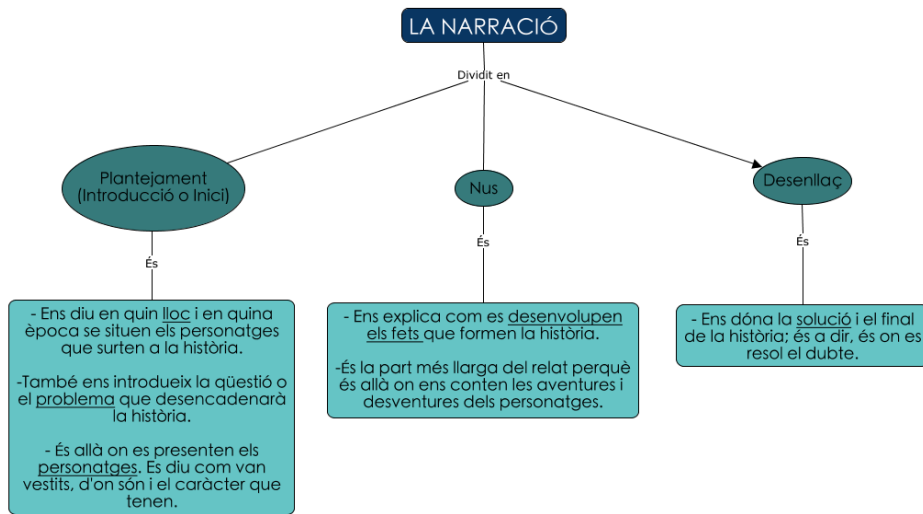 LA NARRACIÓ
Dividit en
Plantejament
(Introducció o Inici)
Nus
Desenllaç
És
És
És
- Ens diu en quin lloc i en quina
època se situen els personatges
que surten a la història.
-També ens introdueix la qüestió o
el problema que desencadenarà
la història.
- És allà on es presenten els
personatges. Es diu com van
vestits, d'on són i el caràcter que
tenen.
- Ens explica com es desenvolupen
els fets que formen la història.
-És la part més llarga del relat perquè
és allà on ens conten les aventures i
desventures dels personatges.
- Ens dóna la solució i el final
de la història; és a dir, és on es
resol el dubte.